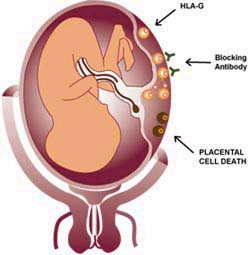 HLA-G
Blocking
Antibody
PLACENTAL
CELL DEATH